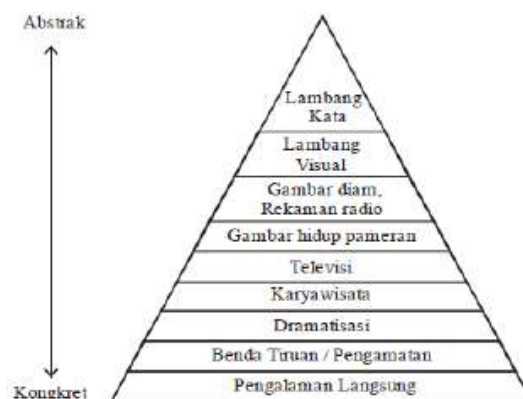 Abstrak
Lambang
Kata
Lambang
Visual
Gambar diam,
Rekaman radio
Gambar hidup pameran
Televisi
Karyawisata
Dramatisasi
Benda Tiruan / Pengamatan
Pengalaman Langsung
Kongkret